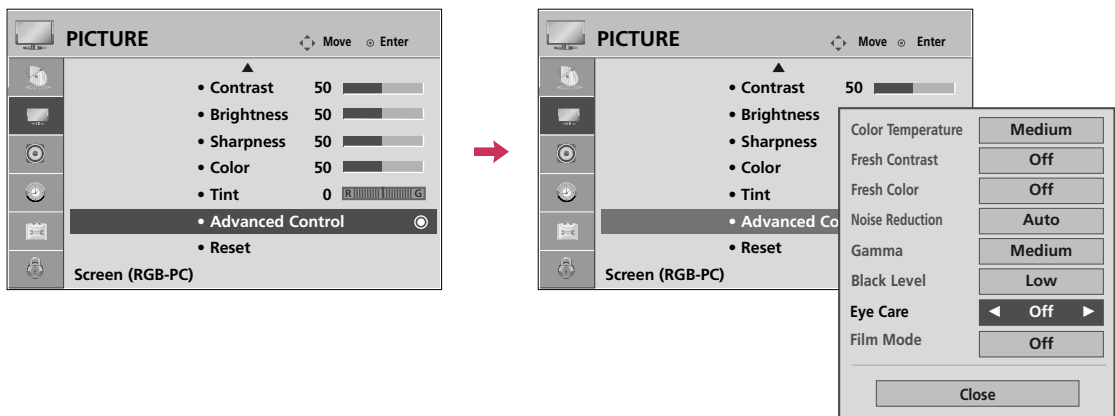 PICTURE
Move
Enter
• Contrast 50
• Brightness 50
• Sharpness 50
• Color 50
• Tint 0 R G
• Advanced Control
• Reset
Screen (RGB-PC)
PICTURE
Move
Enter
• Contrast 50
• Brightness
• Sharpness
• Color
• Tint
• Advanced Co
• Reset
Screen (RGB-PC)
Color Temperature Medium
Fresh Contrast Off
Fresh Color Off
Noise Reduction Auto
Gamma Medium
Black Level Low
Eye Care ◄ Off ►
Film Mode Off
Close